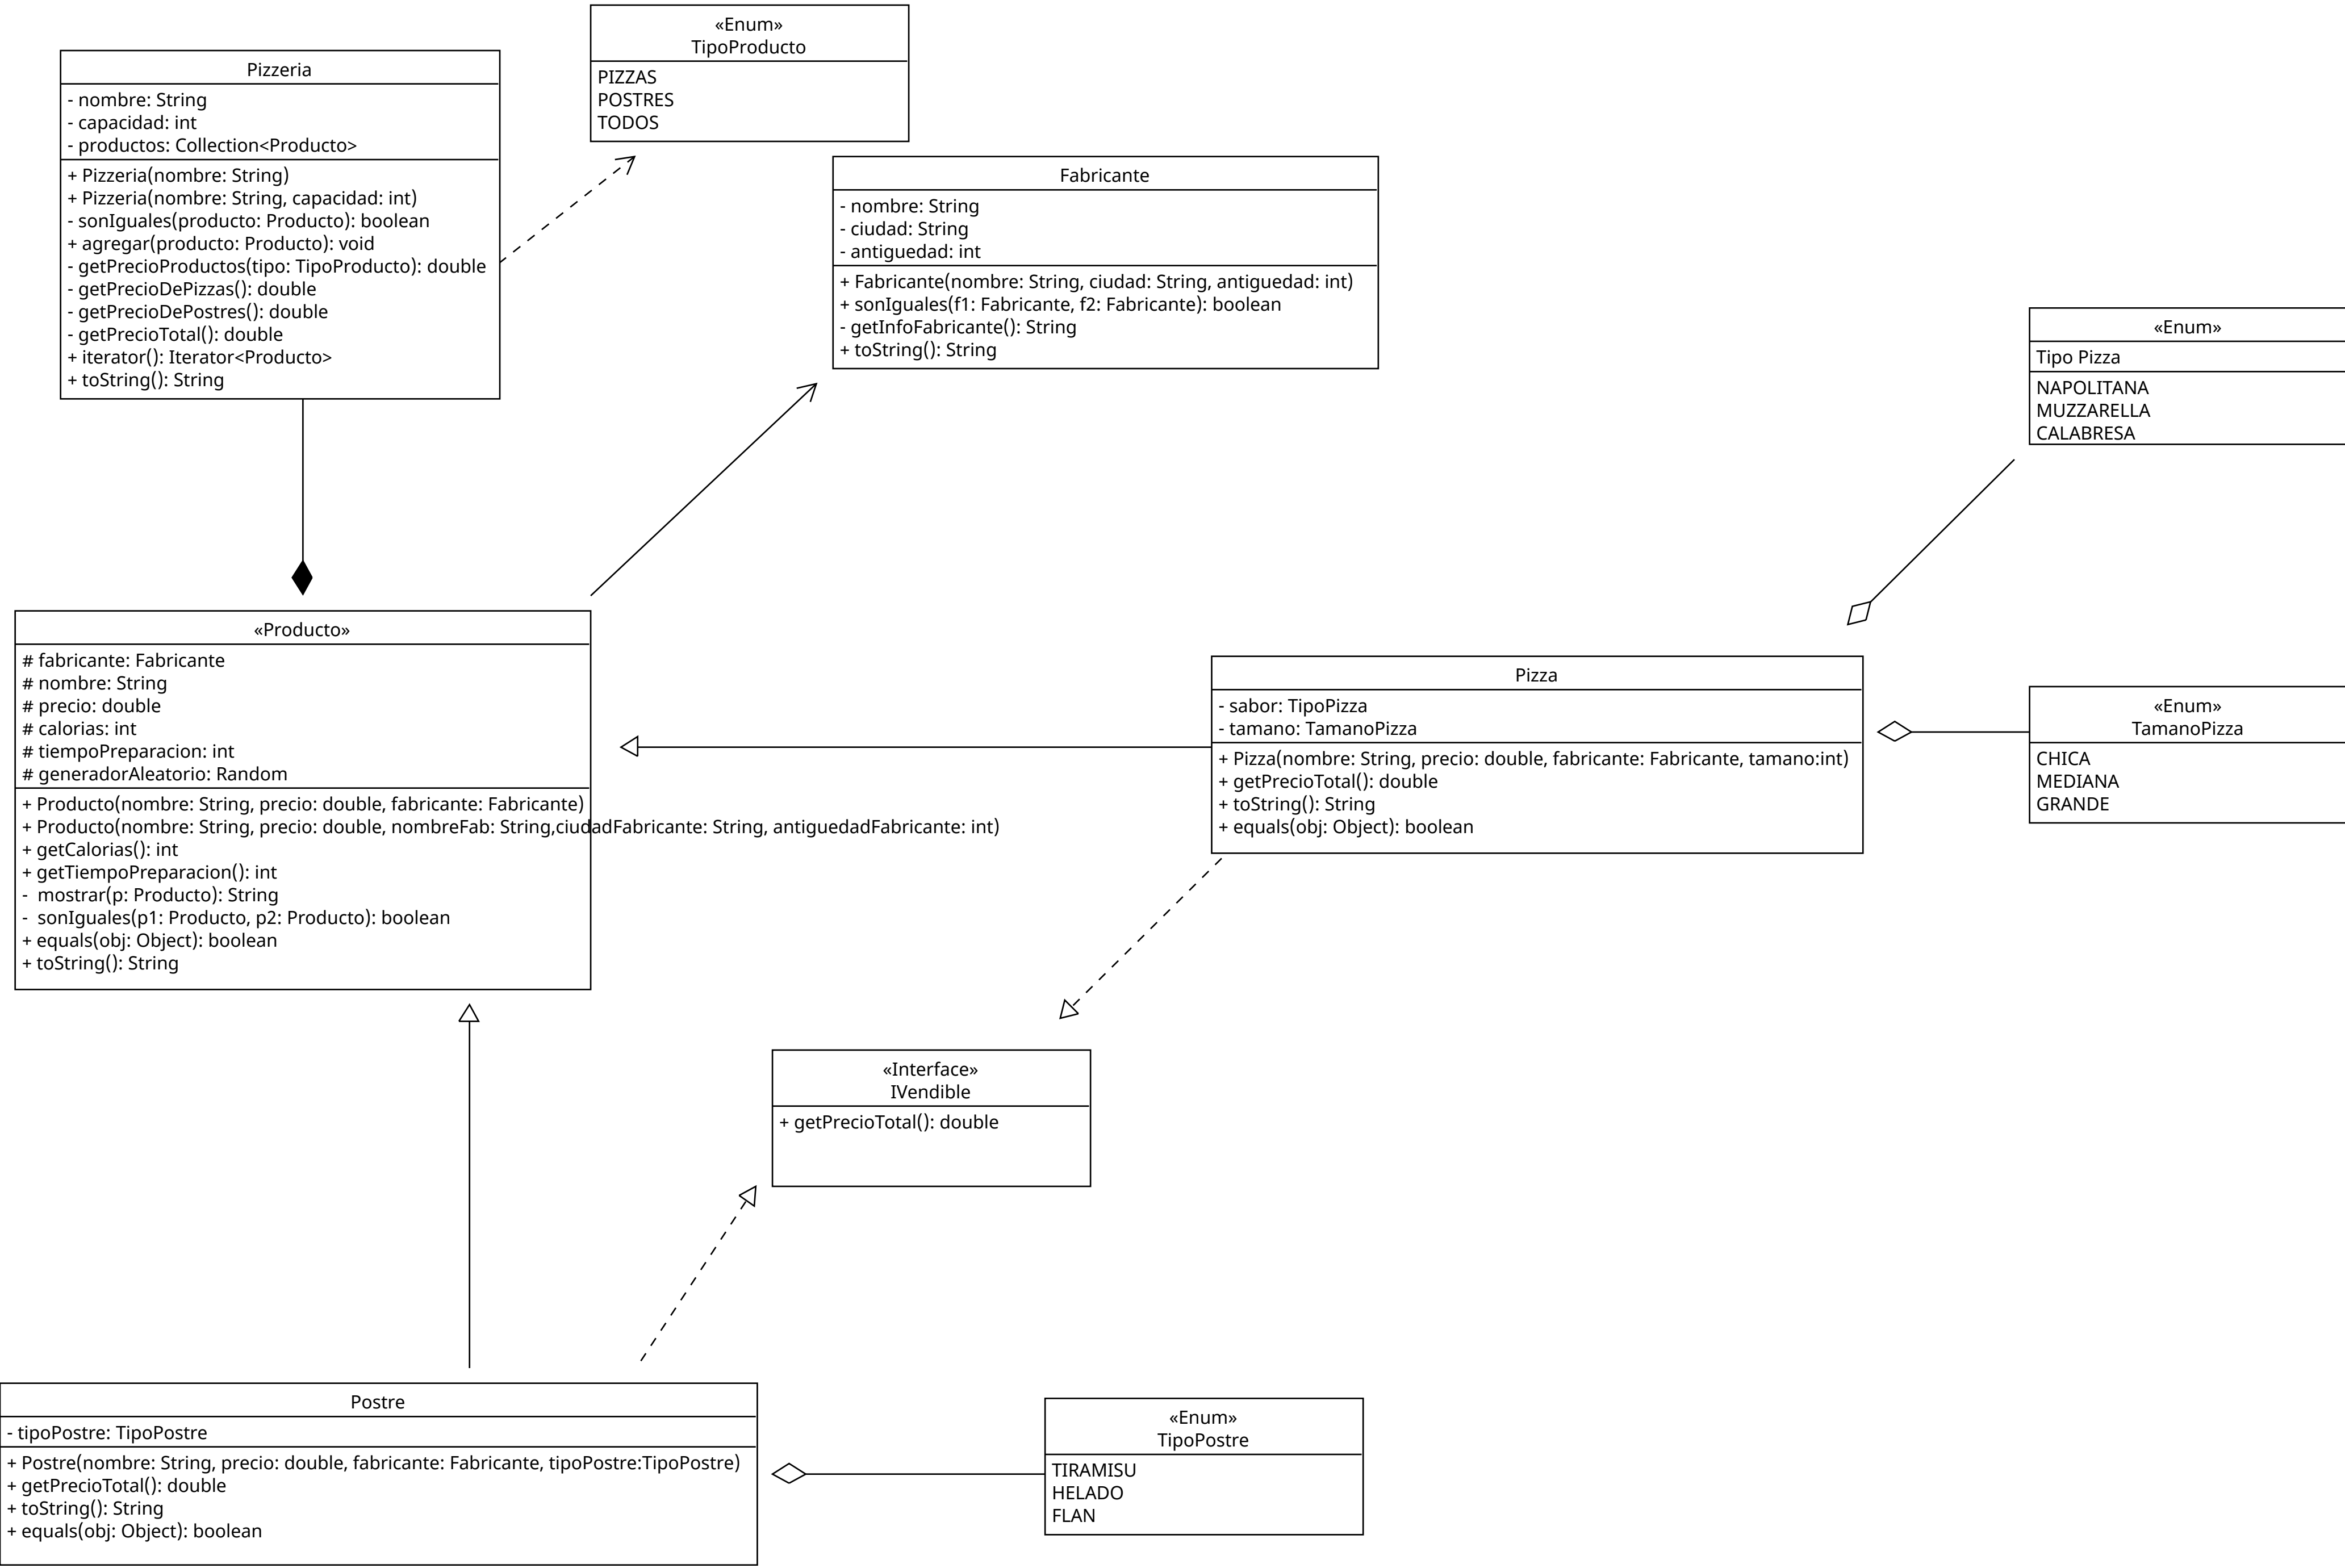 «Enum»
TipoProducto
PIZZAS
POSTRES
TODOS
Pizzeria
- nombre: String
- capacidad: int
- productos: Collection<Producto>
+ Pizzeria(nombre: String)
+ Pizzeria(nombre: String, capacidad: int)
- sonIguales(producto: Producto): boolean
+ agregar(producto: Producto): void
- getPrecioProductos(tipo: TipoProducto): double
- getPrecioDePizzas(): double
- getPrecioDePostres(): double
- getPrecioTotal(): double
+ iterator(): Iterator<Producto>
+ toString(): String
Fabricante
- nombre: String
- ciudad: String
- antiguedad: int
+ Fabricante(nombre: String, ciudad: String, antiguedad: int)
+ sonIguales(f1: Fabricante, f2: Fabricante): boolean
- getInfoFabricante(): String
+ toString(): String
«Enum»
Tipo Pizza
NAPOLITANA
MUZZARELLA
CALABRESA
«Producto»
# fabricante: Fabricante
# nombre: String
# precio: double
# calorias: int
# tiempoPreparacion: int
# generadorAleatorio: Random
+ Producto(nombre: String, precio: double, fabricante: Fabricante)
+ Producto(nombre: String, precio: double, nombreFab: String,ciudadFabricante: String, antiguedadFabricante: int)
+ getCalorias(): int
+ getTiempoPreparacion(): int
-  mostrar(p: Producto): String
-  sonIguales(p1: Producto, p2: Producto): boolean
+ equals(obj: Object): boolean
+ toString(): String
Pizza
- sabor: TipoPizza
- tamano: TamanoPizza
+ Pizza(nombre: String, precio: double, fabricante: Fabricante, tamano:int)
+ getPrecioTotal(): double
+ toString(): String
+ equals(obj: Object): boolean
«Enum»
TamanoPizza
CHICA
MEDIANA
GRANDE
«Interface»
IVendible
+ getPrecioTotal(): double
Postre
- tipoPostre: TipoPostre
+ Postre(nombre: String, precio: double, fabricante: Fabricante, tipoPostre:TipoPostre)
+ getPrecioTotal(): double
+ toString(): String
+ equals(obj: Object): boolean
«Enum»
TipoPostre
TIRAMISU
HELADO
FLAN